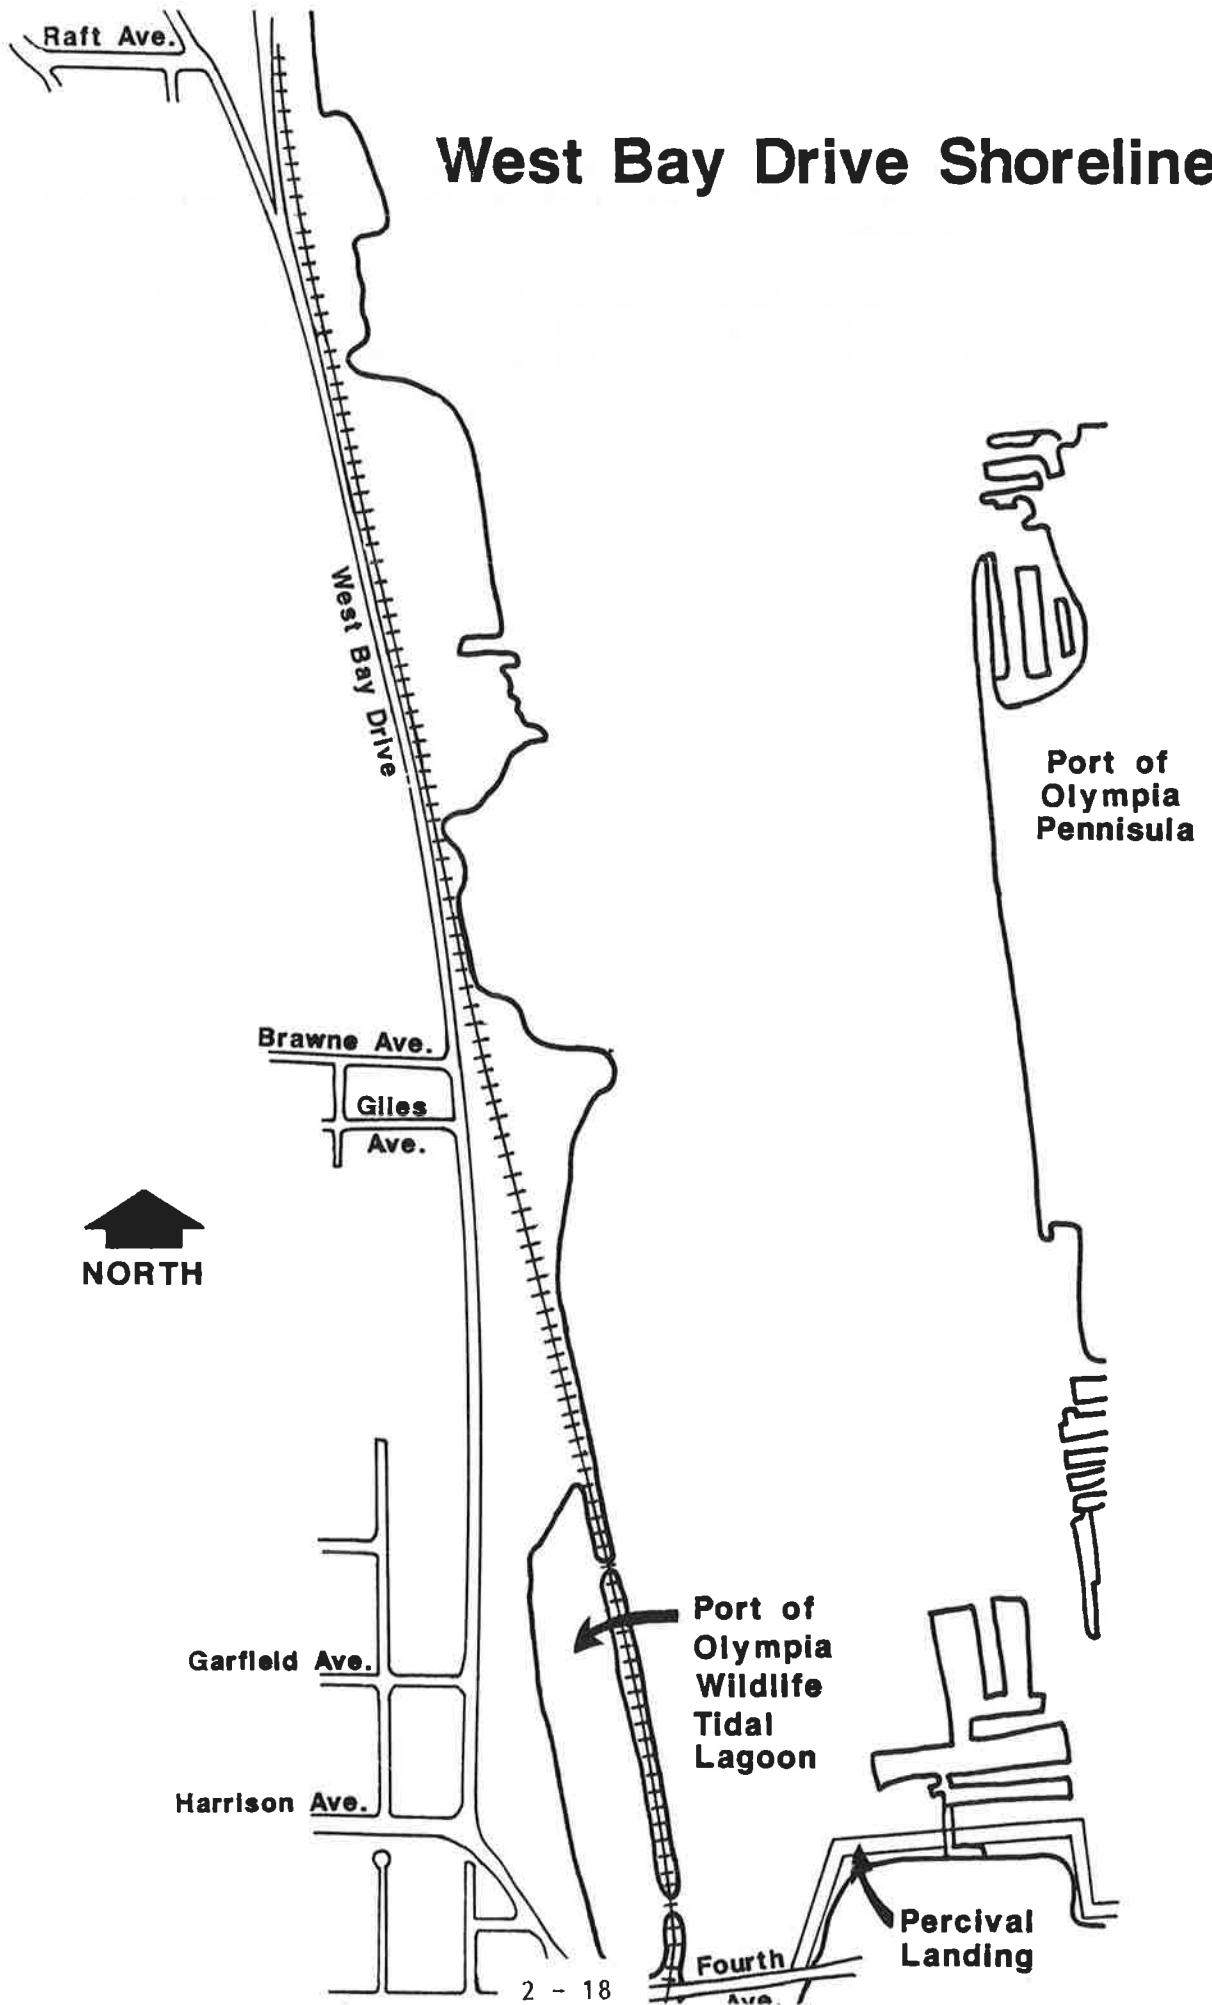 Raft Ave.
West Bay Drive Shoreline
West Bay Drive
Port of
Olympia
Pennisula
Brawne Ave.
Giles
Ave.
NORTH
Port of
Olympia
Wildlife
Tidal
Lagoon
Garfield Ave.
Harrison Ave.
Percival
Landing
Fourth
Ave.
2 - 18